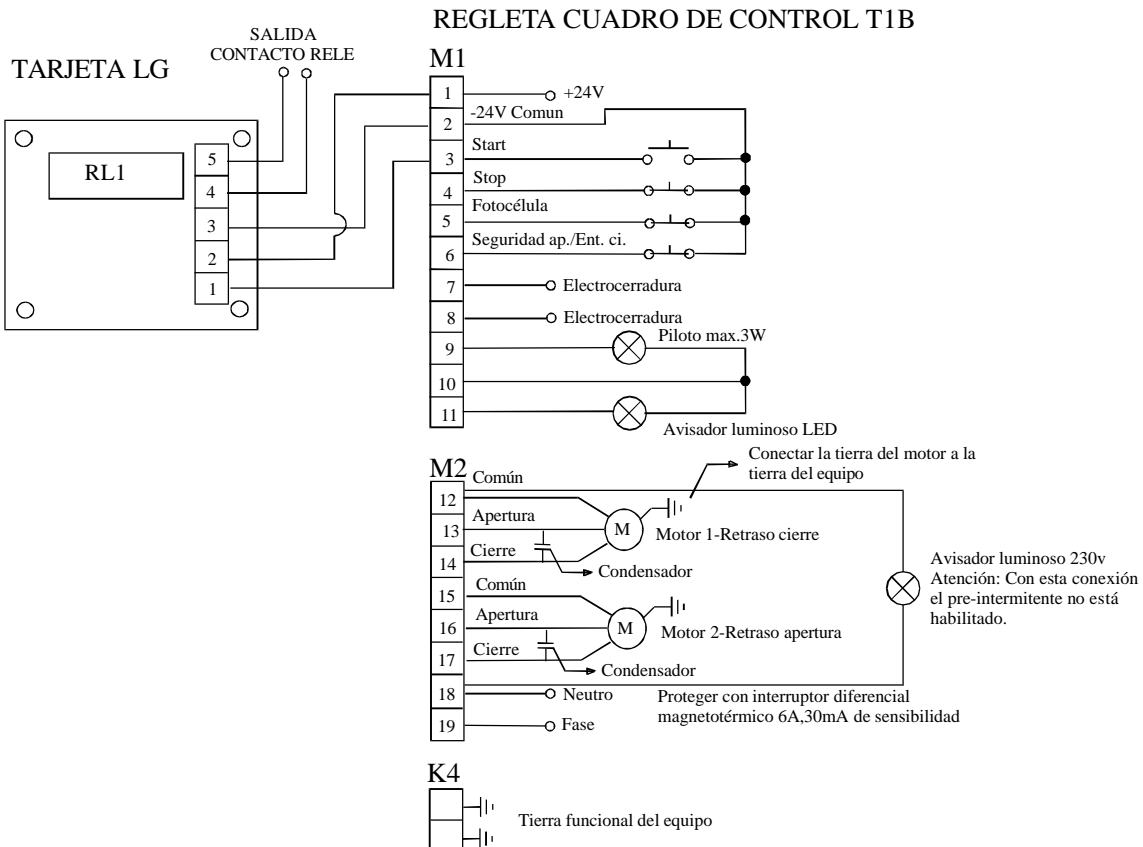 REGLETA CUADRO DE CONTROL T1B
SALIDA
CONTACTO RELE
TARJETA LG
RL1
5
4
3
2
1
M1
1
+24V
-24V Comun
2
Start
3
Stop
4
Fotocélula
5
Seguridad ap./Ent. ci.
6
7
Electrocerradura
8
Electrocerradura
9
Piloto max.3W
10
11
Avisador luminoso LED
Conectar la tierra del motor a la
tierra del equipo
M2
Común
12
Apertura
13
M
Motor 1-Retraso cierre
Cierre
14
Condensador
Común
15
Apertura
16
M
Motor 2-Retraso apertura
Cierre
17
Condensador
Avisador luminoso 230v
Atención: Con esta conexión
el pre-intermitente no está
habilitado.
18
Neutro
19
Fase
Proteger con interruptor diferencial
magnetotérmico 6A,30mA de sensibilidad
K4
Tierra funcional del equipo